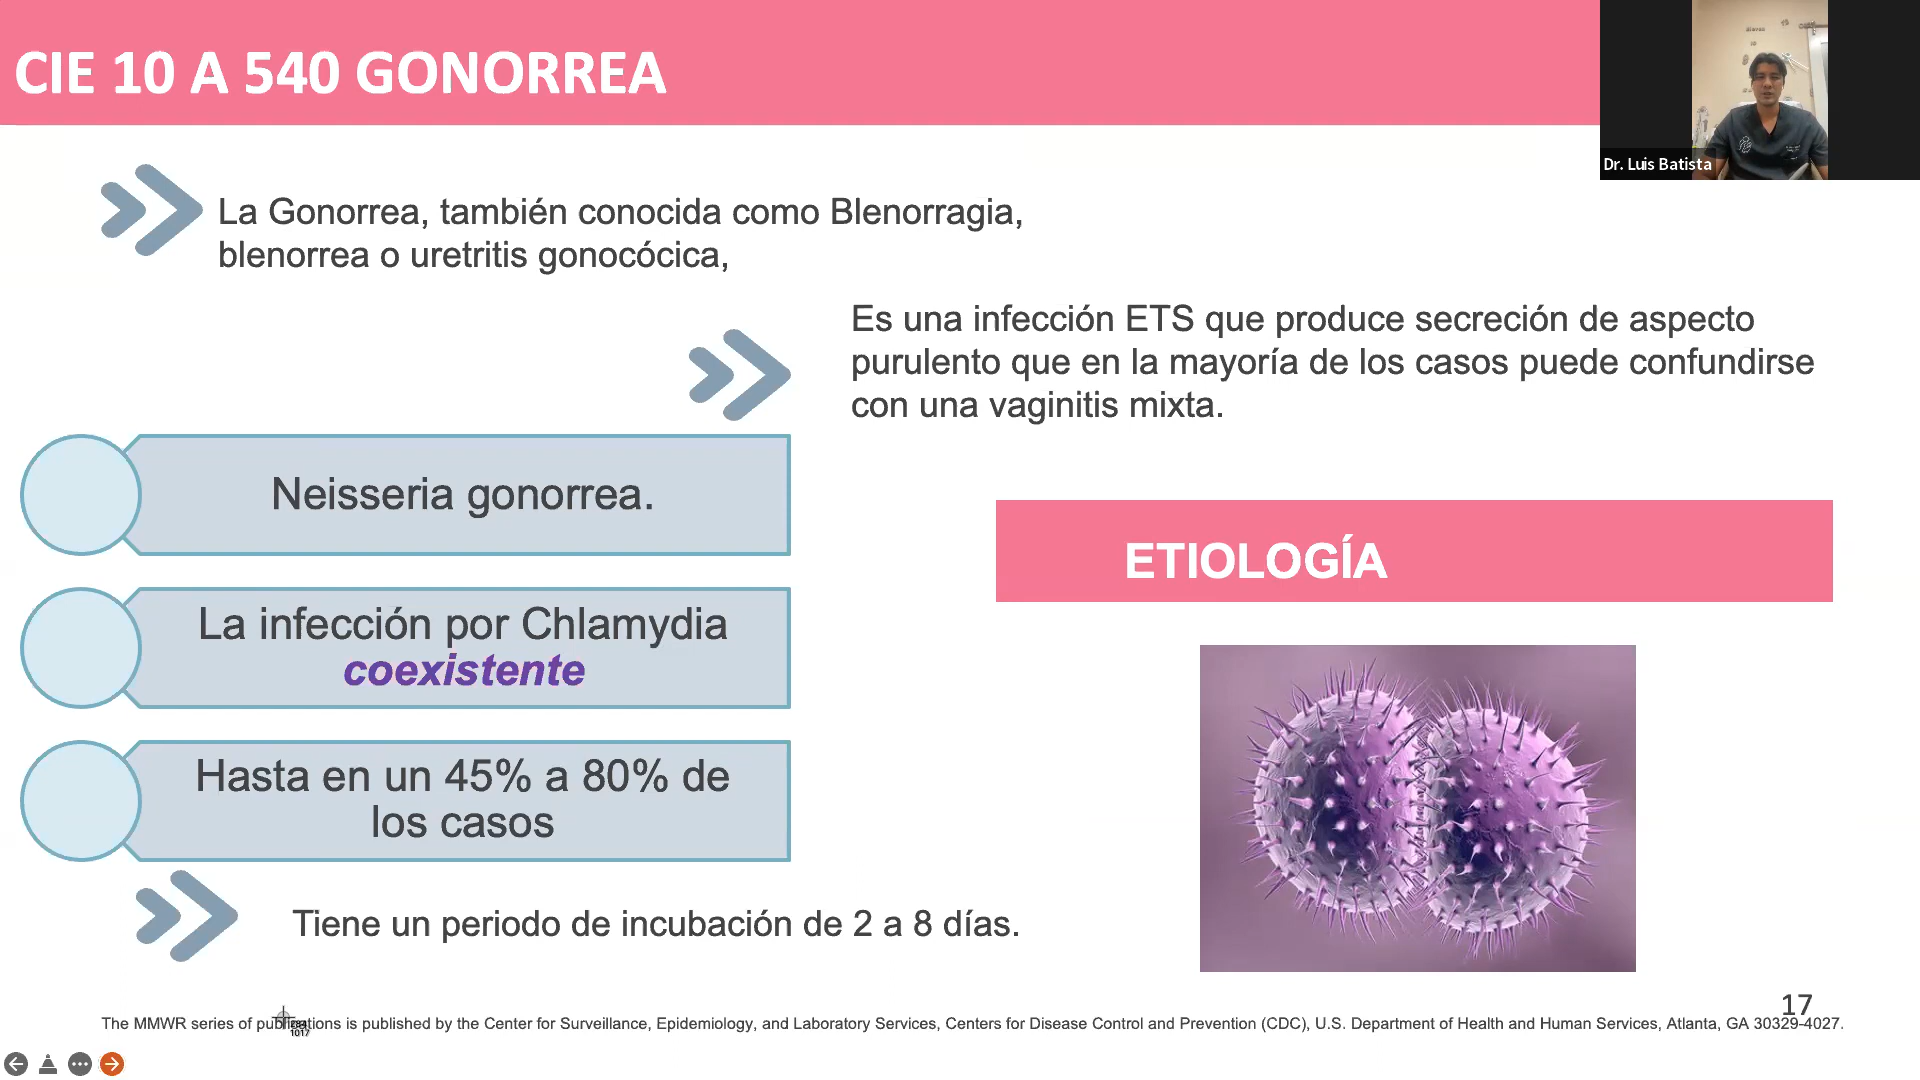 CIE 10 A 540 GONORREA
Dr. Luis Batista
La Gonorrea, también conocida como Blenorragia,
blenorrea o uretritis gonocócica,
Es una infección ETS que produce secreción de aspecto
purulento que en la mayoría de los casos puede confundirse
con una vaginitis mixta.
Neisseria gonorrea.
La infección por Chlamydia
coexistente
Hasta en un 45% a 80% de
los casos
ETIOLOGÍA
Tiene un periodo de incubación de 2 a 8 días.
17
The MMWR series of publications is published by the Center for Surveillance, Epidemiology, and Laboratory Services, Centers for Disease Control and Prevention (CDC), U.S. Department of Health and Human Services, Atlanta, GA 30329-4027.
1017